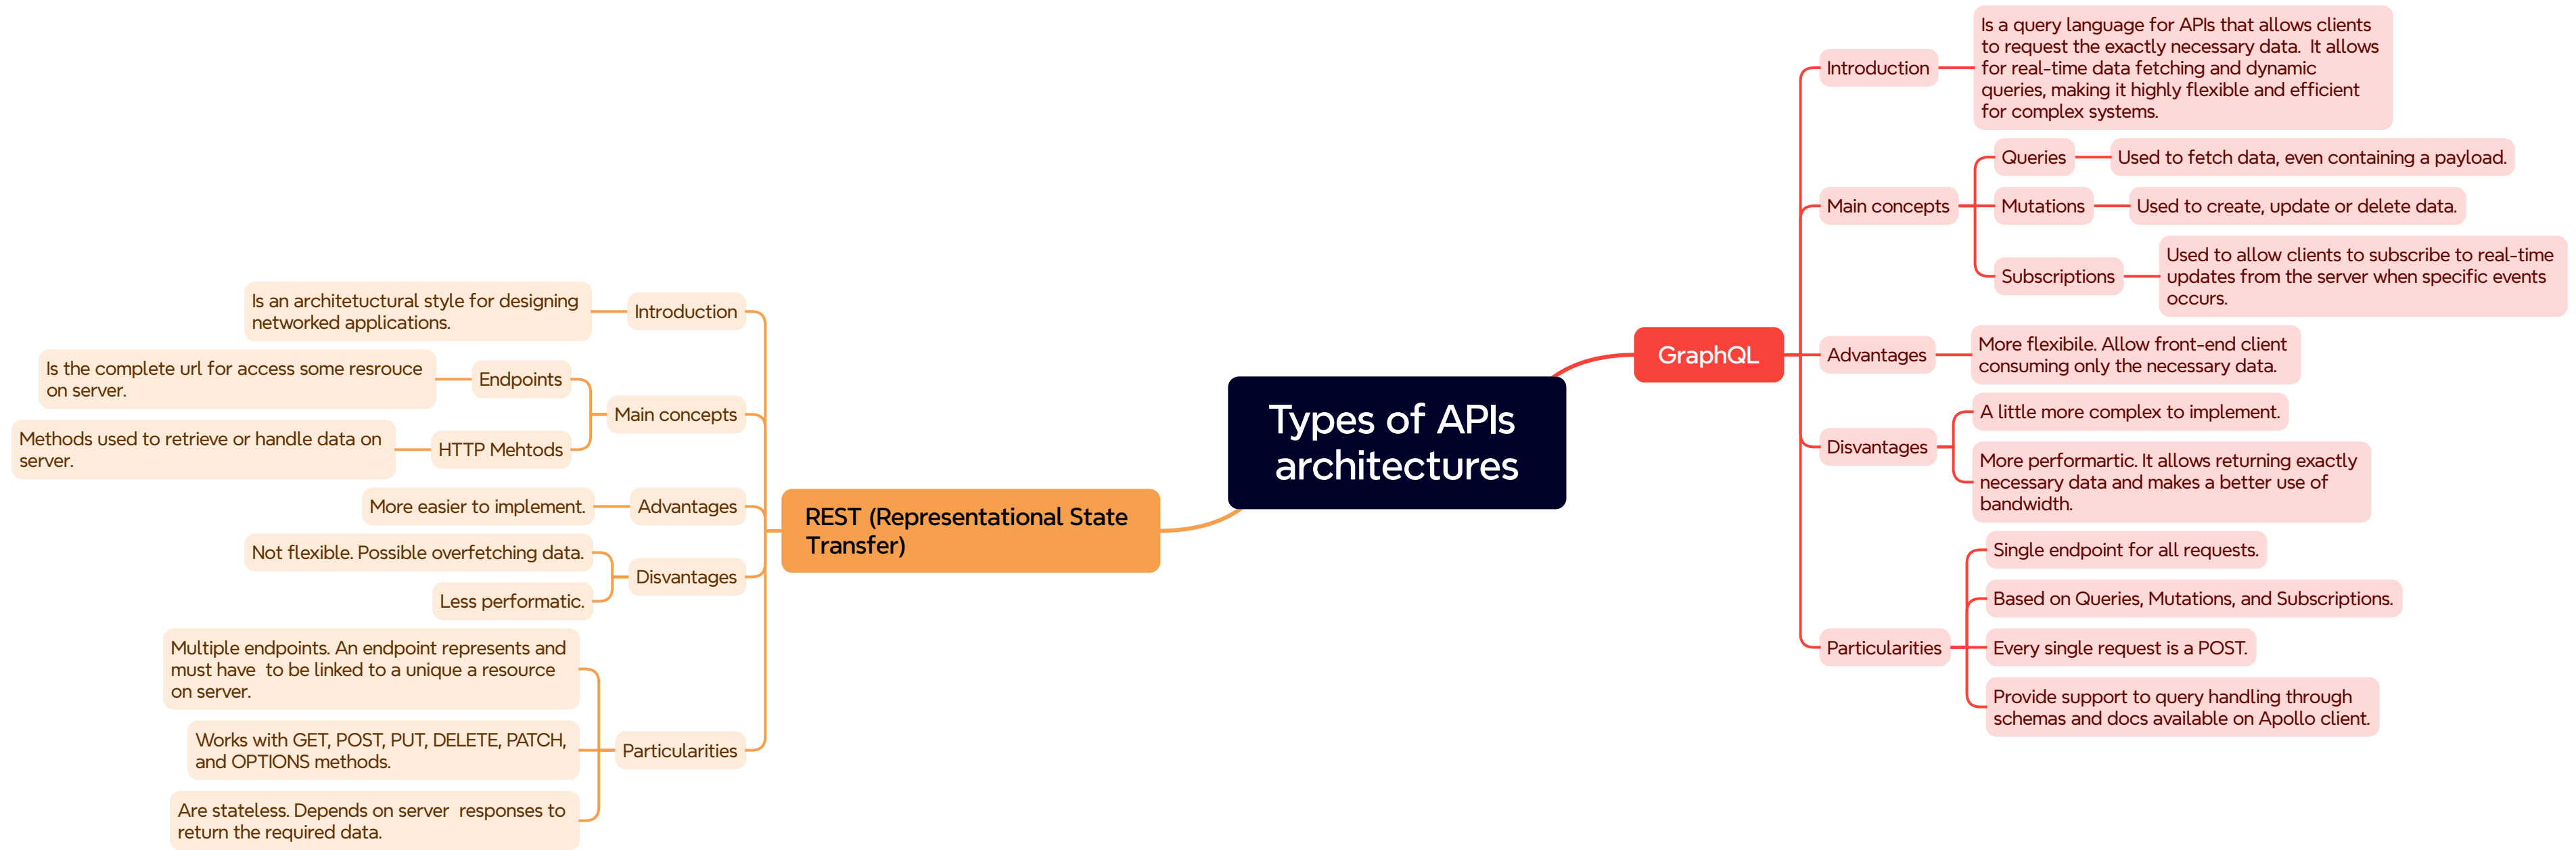 Types of APIs
architectures
GraphQL
Introduction
Is a query language for APIs that allows clients
to request the exactly necessary data.  It allows
for real-time data fetching and dynamic
queries, making it highly flexible and efficient
for complex systems.
Main concepts
Queries
Used to fetch data, even containing a payload.
Mutations
Used to create, update or delete data.
Subscriptions
Used to allow clients to subscribe to real-time
updates from the server when specific events
occurs.
Advantages
More flexibile. Allow front-end client
consuming only the necessary data.
Disvantages
A little more complex to implement.
More performartic. It allows returning exactly
necessary data and makes a better use of
bandwidth.
Particularities
Single endpoint for all requests.
Based on Queries, Mutations, and Subscriptions.
Every single request is a POST.
Provide support to query handling through
schemas and docs available on Apollo client.
REST (Representational State
Transfer)
Introduction
Is an architetuctural style for designing
networked applications.
Main concepts
Endpoints
Is the complete url for access some resrouce
on server.
HTTP Mehtods
Methods used to retrieve or handle data on
server.
Advantages
More easier to implement.
Disvantages
Not flexible. Possible overfetching data.
Less performatic.
Particularities
Multiple endpoints. An endpoint represents and
must have  to be linked to a unique a resource
on server.
Works with GET, POST, PUT, DELETE, PATCH,
and OPTIONS methods.
Are stateless. Depends on server  responses to
return the required data.